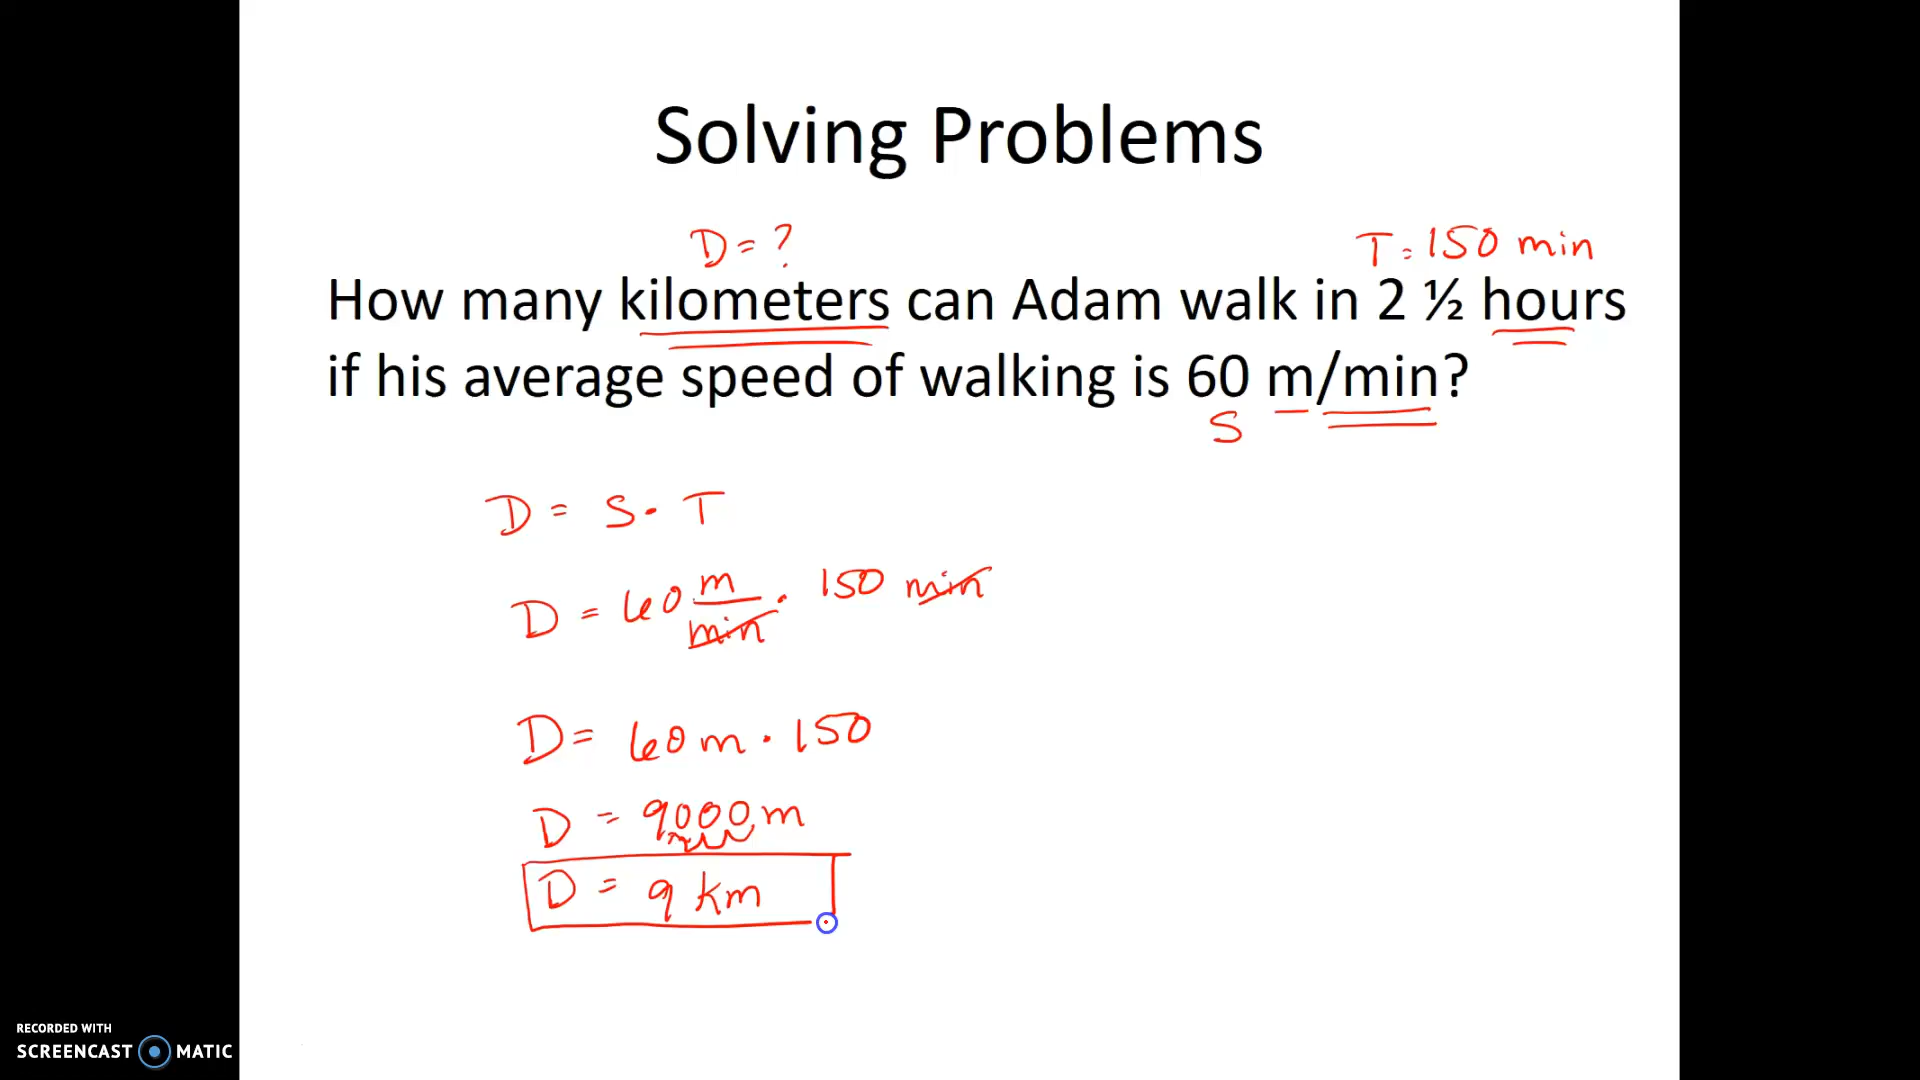 Solving Problems
D = ? T = 150 min
How many kilometers can Adam walk in 2 ½ hours
if his average speed of walking is 60 m/min?
S
D = S · T
D = 60 m/min · 150 min
D = 60 m · 150
D = 9000 m
D = 9 km
RECORDED WITH
SCREENCAST MATIC